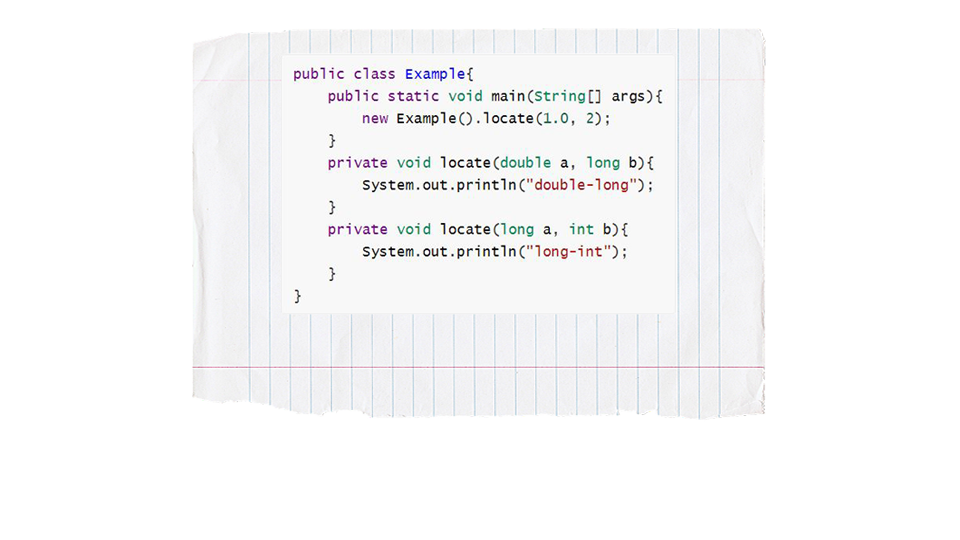 public class Example{
    public static void main(String[] args){
        new Example().locate(1.0, 2);
    }
    private void locate(double a, long b){
        System.out.println("double-long");
    }
    private void locate(long a, int b){
        System.out.println("long-int");
    }
}